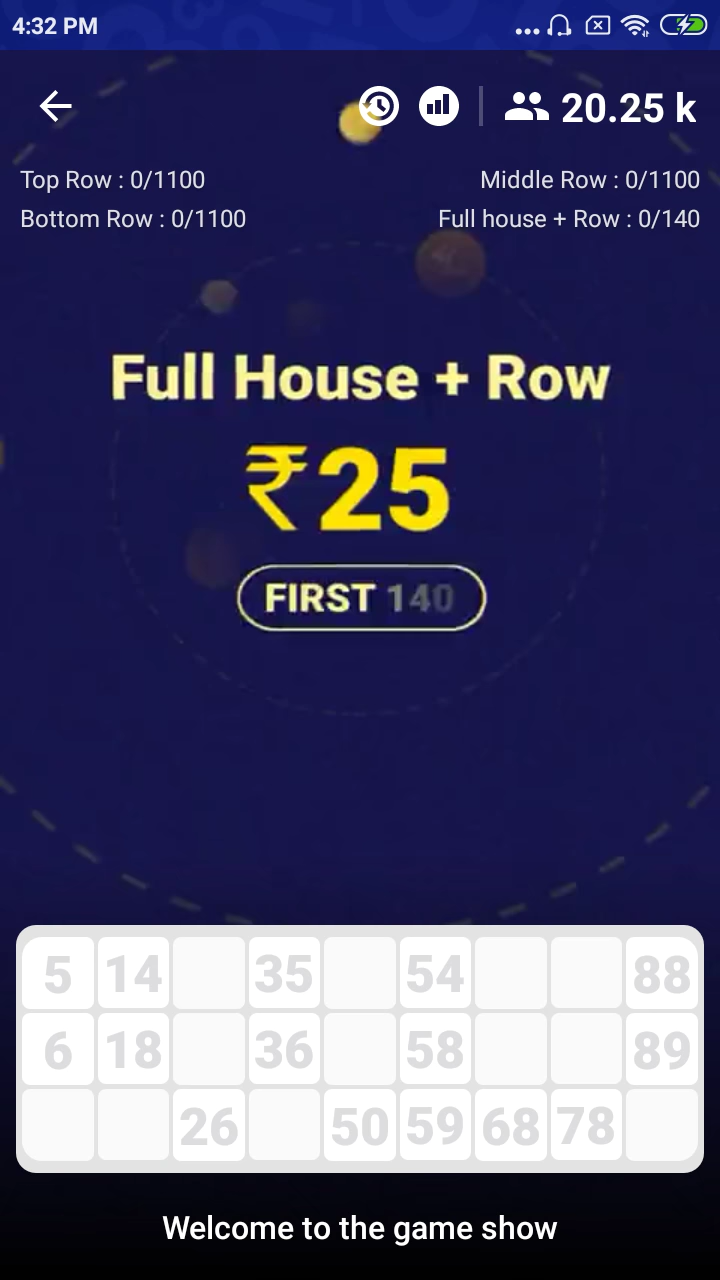 4:32 PM
20.25 k
Top Row : 0/1100
Middle Row : 0/1100
Bottom Row : 0/1100
Full house + Row : 0/140
Full House + Row
₹25
FIRST 140
5 14 35 54 88
6 18 36 58 89
26 50 59 68 78
Welcome to the game show